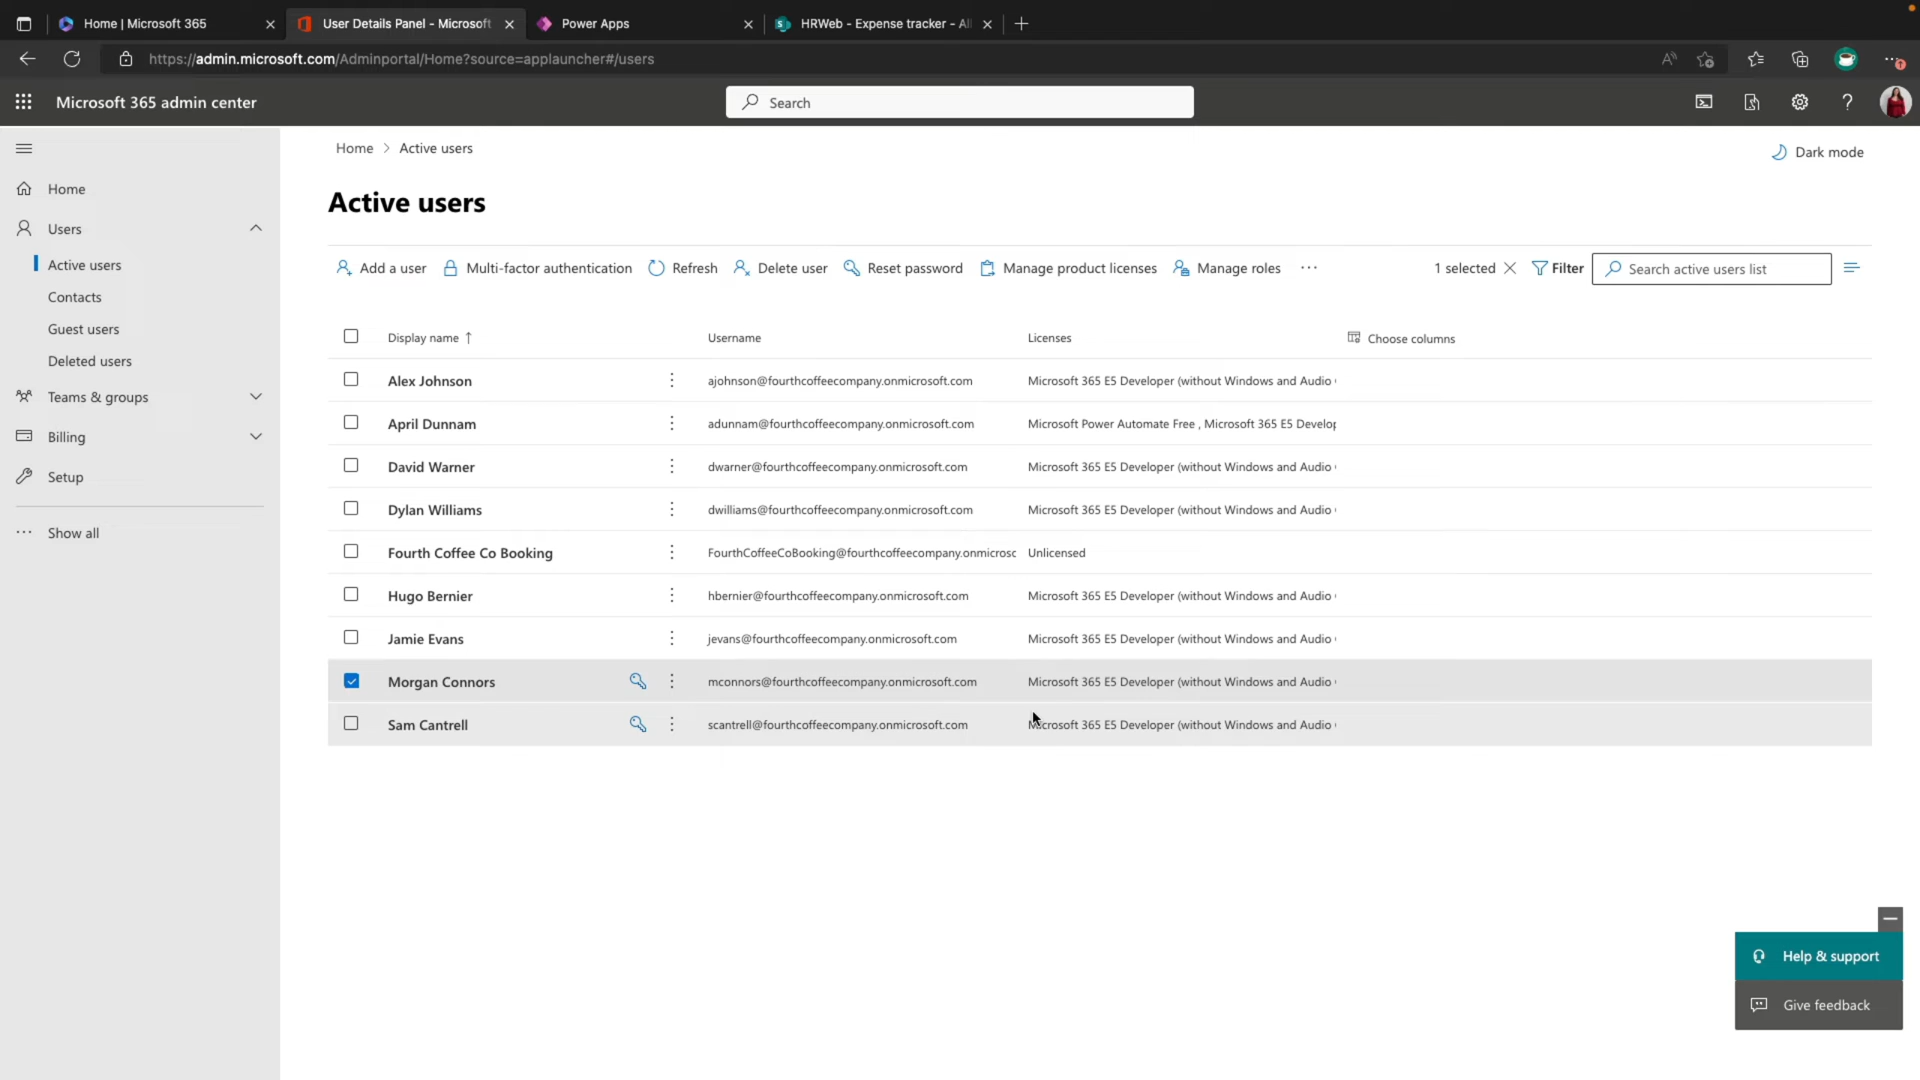 Home | Microsoft 365
User Details Panel - Microsoft
Power Apps
HRWeb - Expense tracker - Al
https://admin.microsoft.com/Adminportal/Home?source=applauncher#/users
Microsoft 365 admin center
Search
Home
Users
Active users
Contacts
Guest users
Deleted users
Teams & groups
Billing
Setup
Show all
Home > Active users
Dark mode
Active users
Add a user Multi-factor authentication Refresh Delete user Reset password Manage product licenses Manage roles 1 selected Filter Search active users list
Display name ↑ Username Licenses Choose columns
Alex Johnson ajohnson@fourthcoffeecompany.onmicrosoft.com Microsoft 365 E5 Developer (without Windows and Audio
April Dunnam adunnam@fourthcoffeecompany.onmicrosoft.com Microsoft Power Automate Free , Microsoft 365 E5 Develop
David Warner dwarner@fourthcoffeecompany.onmicrosoft.com Microsoft 365 E5 Developer (without Windows and Audio
Dylan Williams dwilliams@fourthcoffeecompany.onmicrosoft.com Microsoft 365 E5 Developer (without Windows and Audio
Fourth Coffee Co Booking FourthCoffeeCoBooking@fourthcoffeecompany.onmicrosc Unlicensed
Hugo Bernier hbernier@fourthcoffeecompany.onmicrosoft.com Microsoft 365 E5 Developer (without Windows and Audio
Jamie Evans jevans@fourthcoffeecompany.onmicrosoft.com Microsoft 365 E5 Developer (without Windows and Audio
Morgan Connors mconnors@fourthcoffeecompany.onmicrosoft.com Microsoft 365 E5 Developer (without Windows and Audio
Sam Cantrell scantrell@fourthcoffeecompany.onmicrosoft.com Microsoft 365 E5 Developer (without Windows and Audio
Help & support
Give feedback